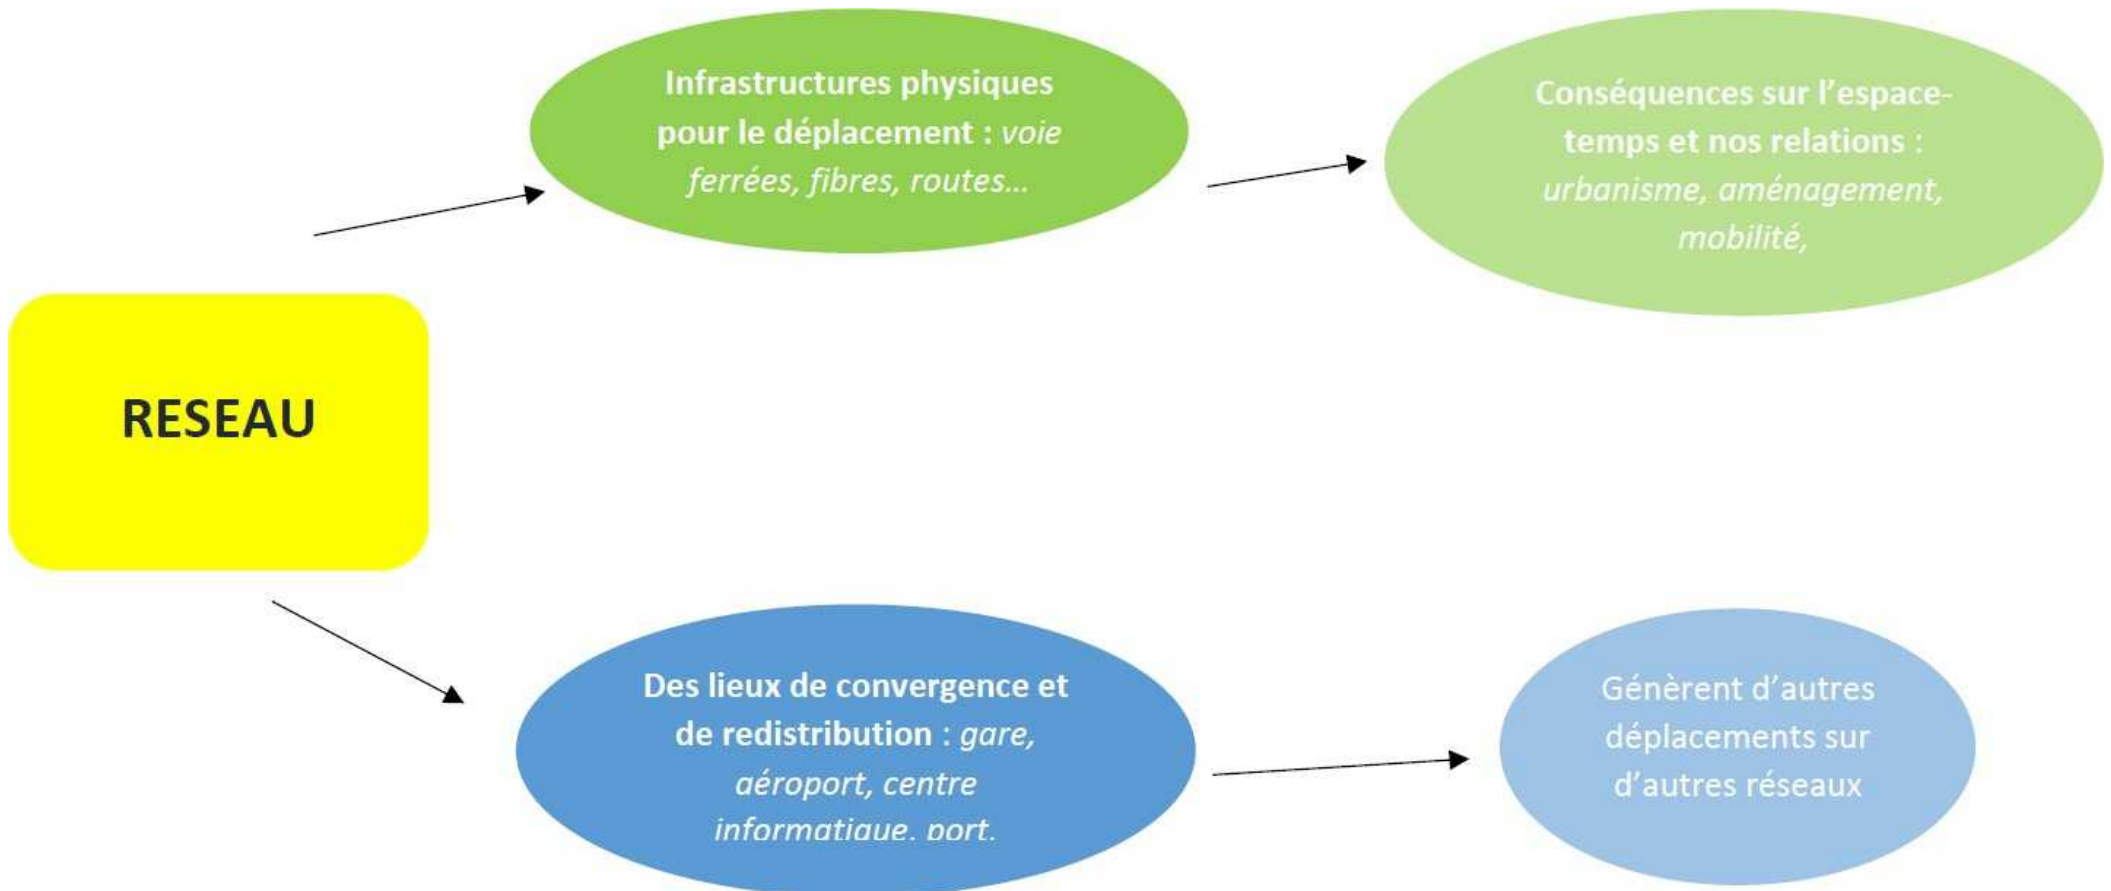 Infrastructures physiques
pour le déplacement : voie
ferrées, fibres, routes...
Conséquences sur l’espace-
temps et nos relations :
urbanisme, aménagement,
mobilité,
RESEAU
Des lieux de convergence et
de redistribution : gare,
aéroport, centre
informatique, port,
Génèrent d’autres
déplacements sur
d’autres réseaux